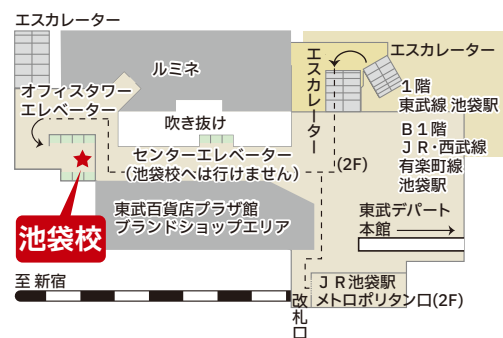 エスカレーター
ルミネ
エスカレーター
エスカレーター
オフィスタワー
エレベーター
吹き抜け
1階
東武線 池袋駅
B1階
JR・西武線
有楽町線
池袋駅
センターエレベーター
(池袋校へは行けません)
(2F)
東武百貨店プラザ館
ブランドショップエリア
東武デパート
本館
池袋校
至 新宿
JR池袋駅
メトロポリタン口(2F)
改札口